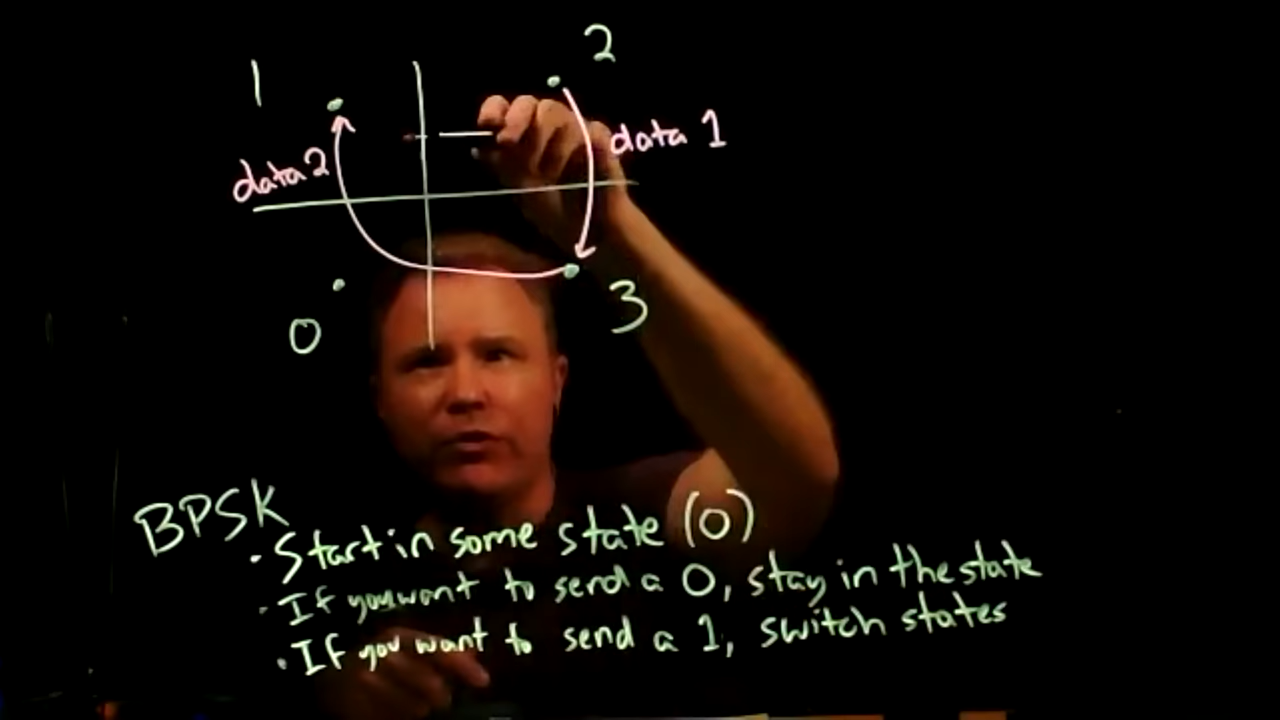 1
2
data 2
data 1
0
3
BPSK
· Start in some state (0)
· If you want to send a 0, stay in the state
· If you want to send a 1, switch states